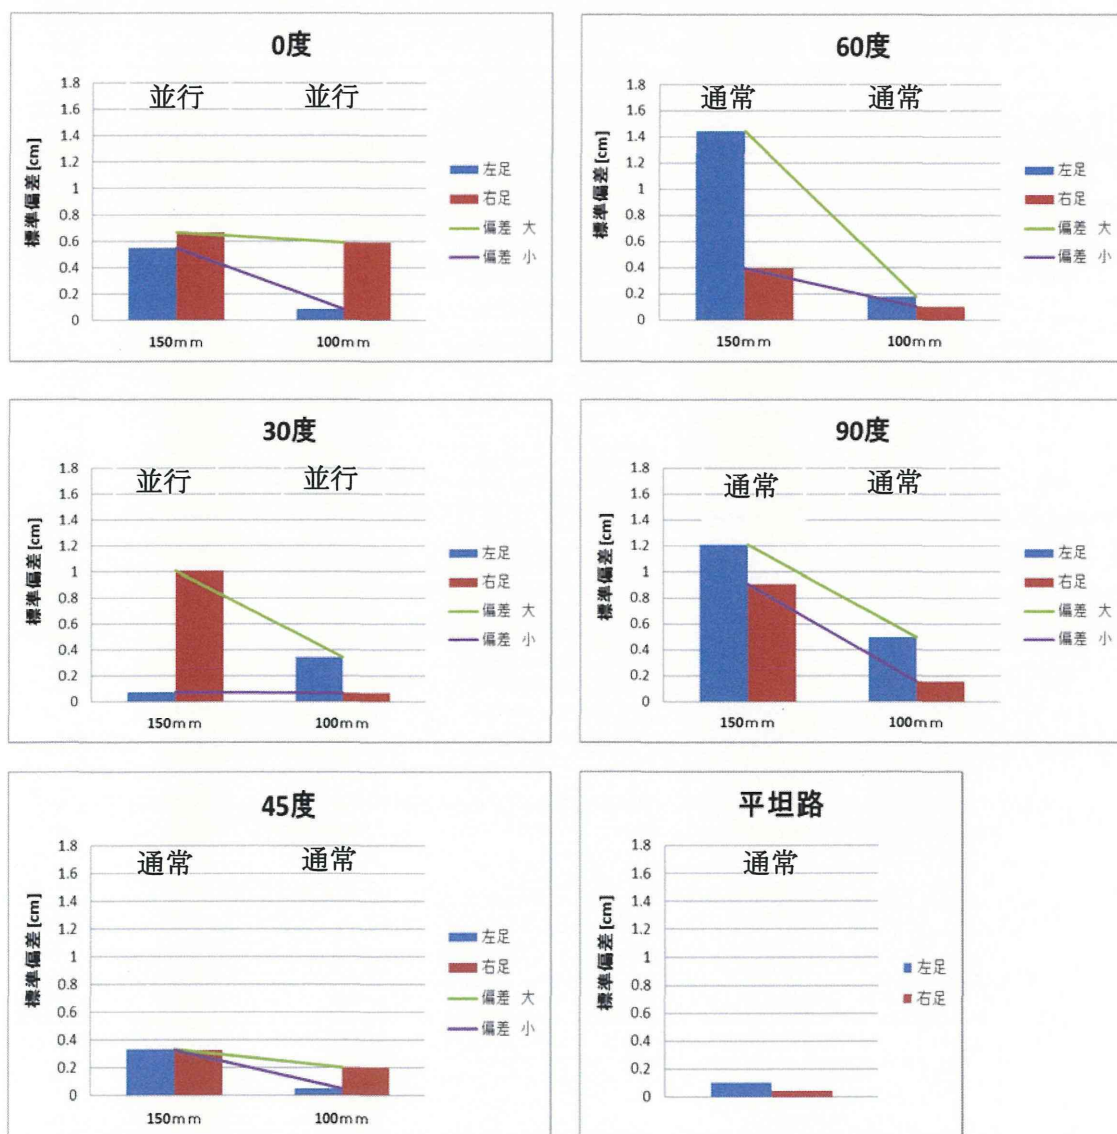 0度
並行 並行
標準偏差 [cm]
1.8
1.6
1.4
1.2
1
0.8
0.6
0.4
0.2
0
150mm 100mm
左足
右足
偏差 大
偏差 小
60度
通常 通常
標準偏差 [cm]
1.8
1.6
1.4
1.2
1
0.8
0.6
0.4
0.2
0
150mm 100mm
左足
右足
偏差 大
偏差 小
30度
並行 並行
標準偏差 [cm]
1.8
1.6
1.4
1.2
1
0.8
0.6
0.4
0.2
0
150mm 100mm
左足
右足
偏差 大
偏差 小
90度
通常 通常
標準偏差 [cm]
1.8
1.6
1.4
1.2
1
0.8
0.6
0.4
0.2
0
150mm 100mm
左足
右足
偏差 大
偏差 小
45度
通常 通常
標準偏差 [cm]
1.8
1.6
1.4
1.2
1
0.8
0.6
0.4
0.2
0
150mm 100mm
左足
右足
偏差 大
偏差 小
平坦路
通常
標準偏差 [cm]
1.8
1.6
1.4
1.2
1
0.8
0.6
0.4
0.2
0
左足
右足